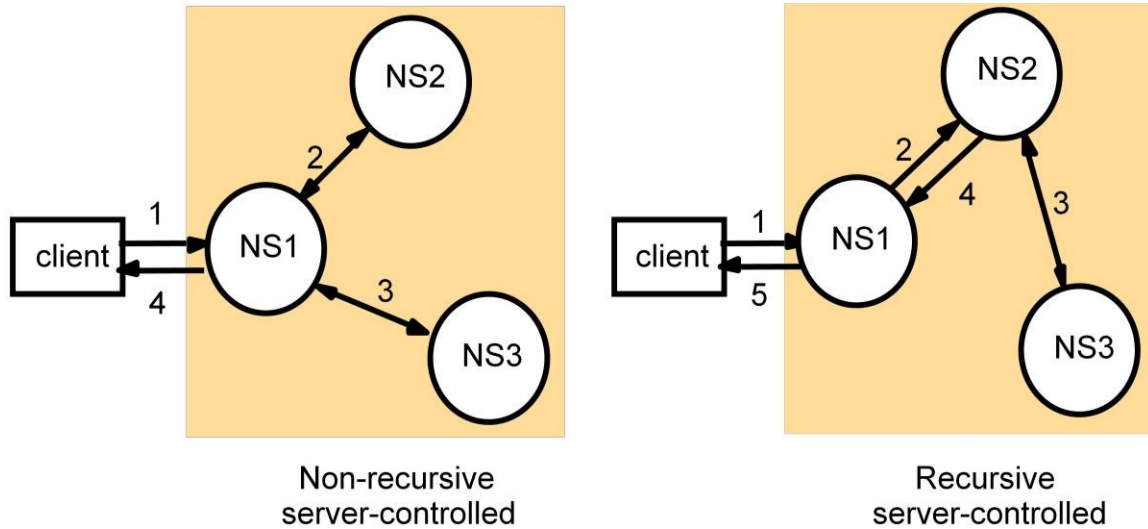 NS2
2
1
client
NS1
4
3
NS3
Non-recursive
server-controlled
NS2
2
4
1
3
client
NS1
5
NS3
Recursive
server-controlled